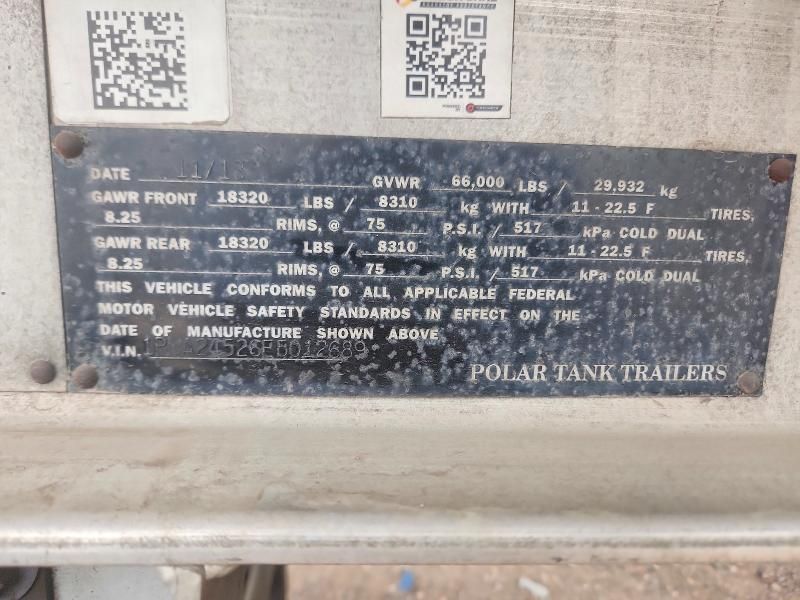 DATE 11/13 GVWR 66,000 LBS / 29,932 kg
GAWR FRONT 18320 LBS / 8310 kg WITH 11 - 22.5 F TIRES,
8.25 RIMS, @ 75 P.S.I. / 517 kPa COLD DUAL
GAWR REAR 18320 LBS / 8310 kg WITH 11 - 22.5 F TIRES,
8.25 RIMS, @ 75 P.S.I. / 517 kPa COLD DUAL
THIS VEHICLE CONFORMS TO ALL APPLICABLE FEDERAL
MOTOR VEHICLE SAFETY STANDARDS IN EFFECT ON THE
DATE OF MANUFACTURE SHOWN ABOVE
V.I.N.
POLAR TANK TRAILERS